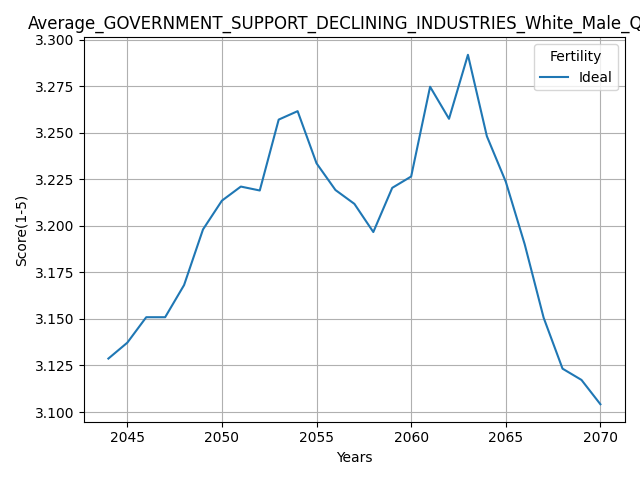 Average_GOVERNMENT_SUPPORT_DECLINING_INDUSTRIES_White_Male_Q
3.300
3.275
3.250
3.225
3.200
3.175
3.150
3.125
3.100
Score(1-5)
Fertility
Ideal
2045 2050 2055 2060 2065 2070
Years